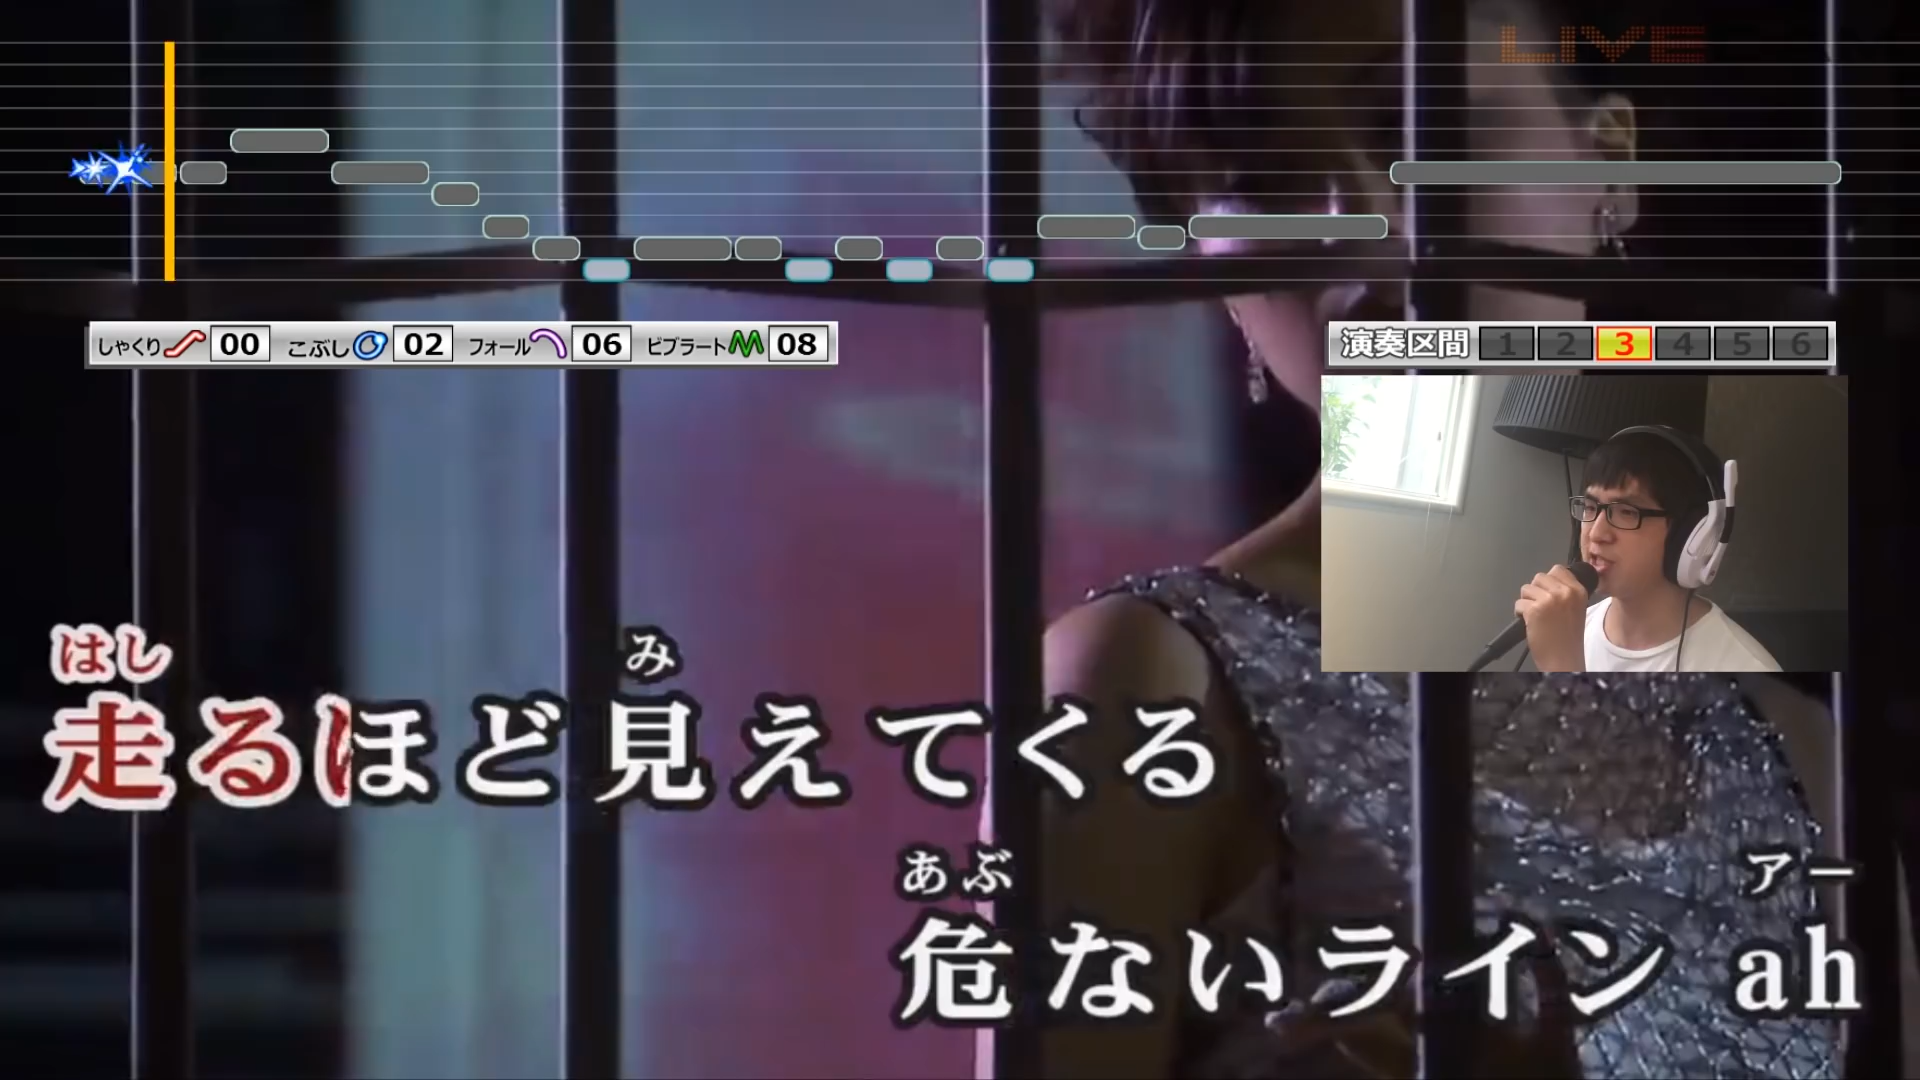 LIVE
しゃくり 00 こぶし 02 フォール 06 ビブラート 08
演奏区間 1 2 3 4 5 6
はし み
走るほど見えてくる
あぶ アー
危ないライン ah